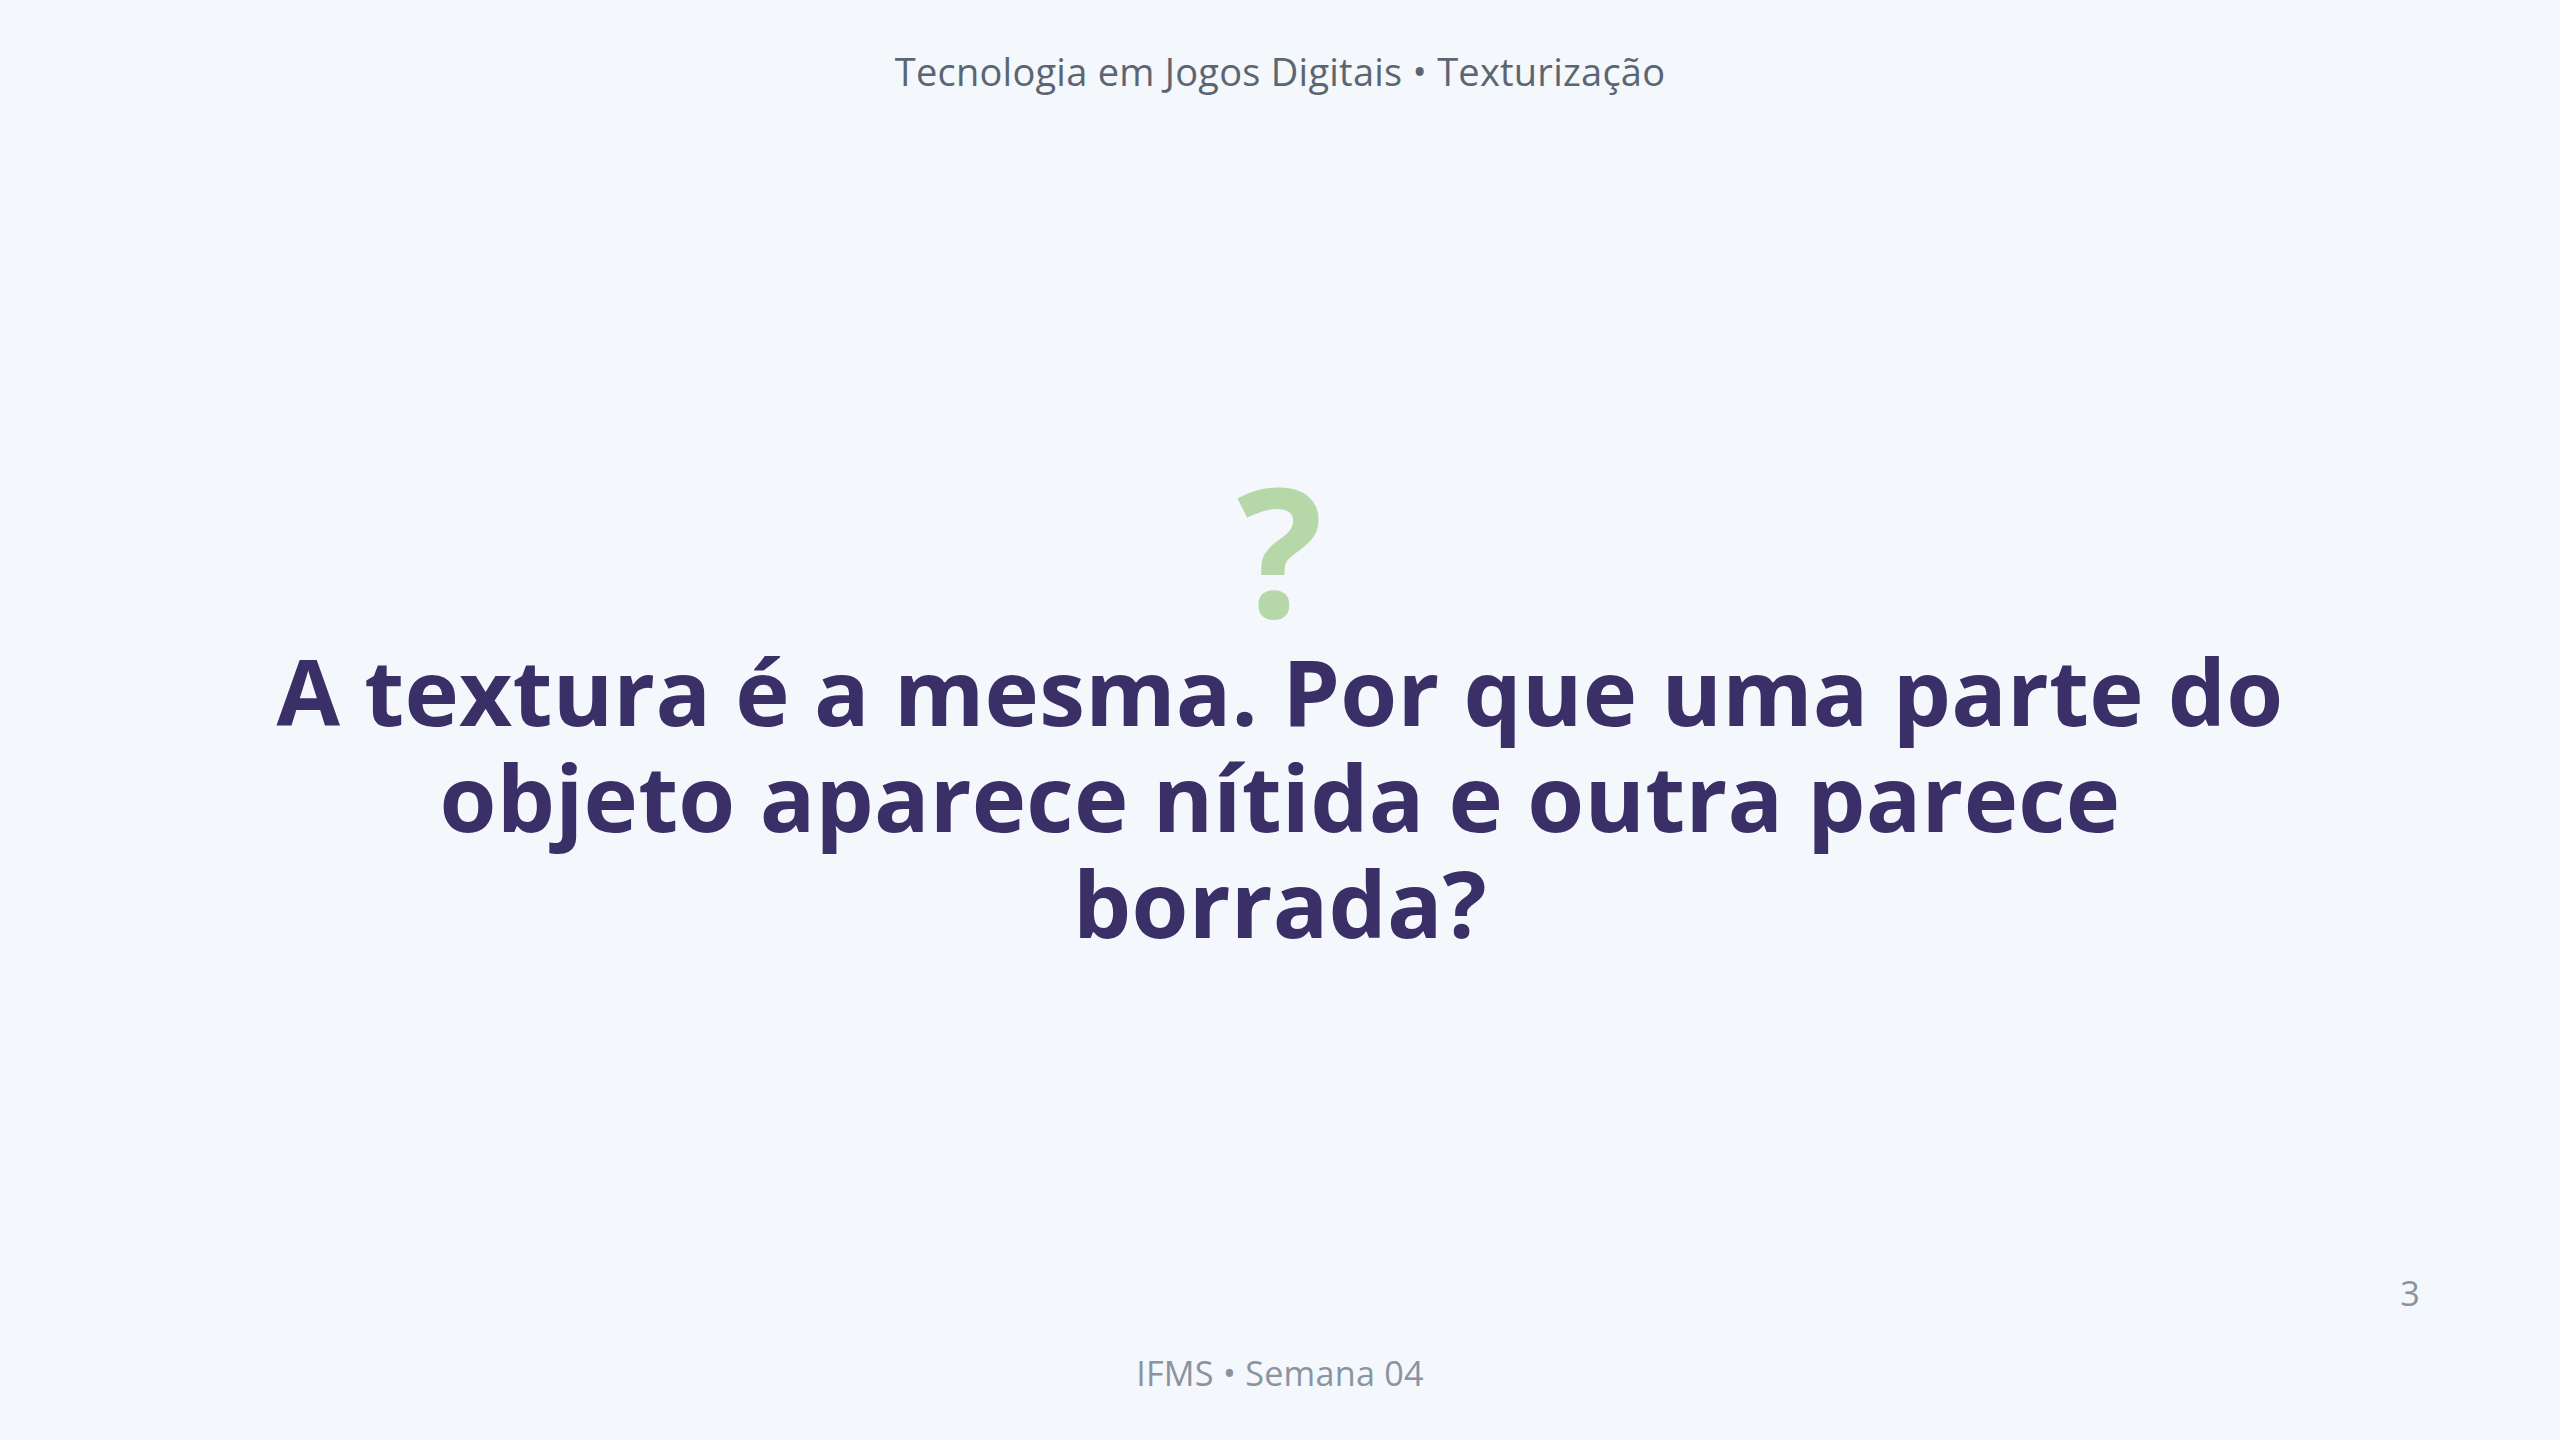 Tecnologia em Jogos Digitais • Texturização
?
A textura é a mesma. Por que uma parte do
objeto aparece nítida e outra parece
borrada?
3
IFMS • Semana 04